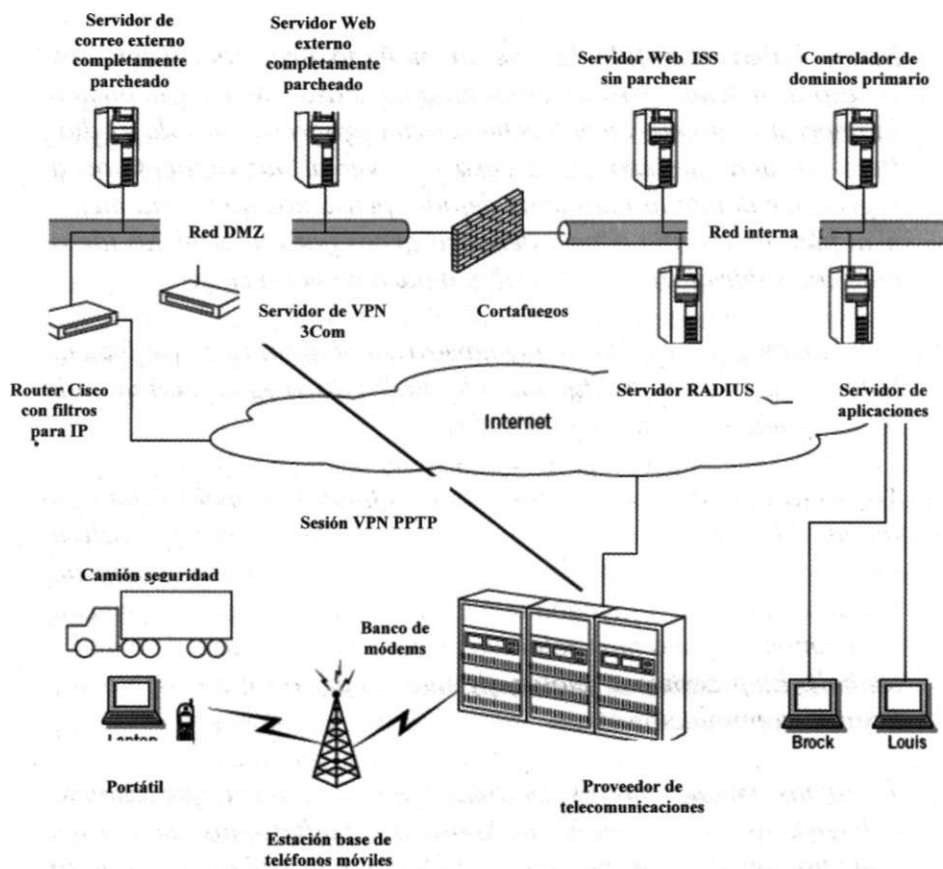 Servidor de
correo externo
completamente
parcheado
Servidor Web
externo
completamente
parcheado
Servidor Web ISS
sin parchear
Controlador de
dominios primario
Red DMZ
Red interna
Servidor de VPN
3Com
Cortafuegos
Router Cisco
con filtros
para IP
Internet
Servidor RADIUS
Servidor de
aplicaciones
Sesión VPN PPTP
Camión seguridad
Banco de
módems
Brock
Louis
Portátil
Proveedor de
telecomunicaciones
Estación base de
teléfonos móviles